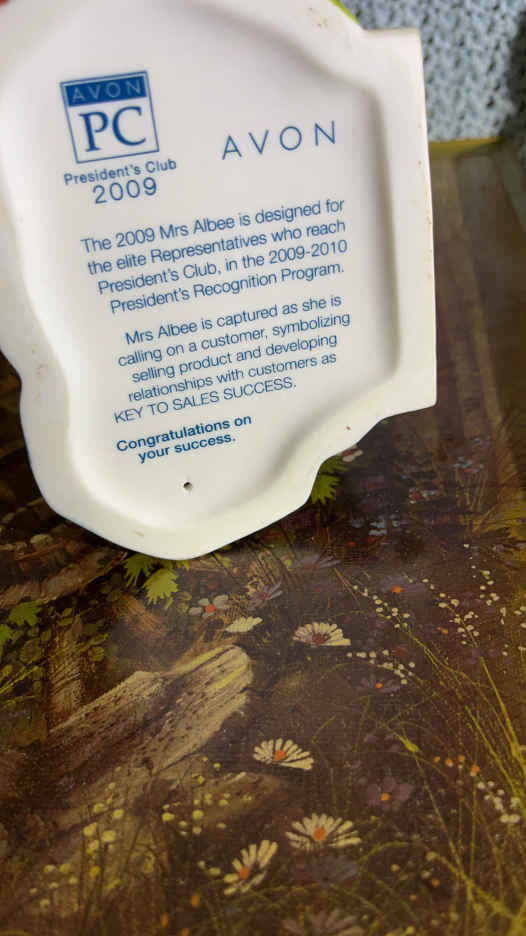 AVON
PC
President's Club
2009
AVON
The 2009 Mrs Albee is designed for
the elite Representatives who reach
President's Club, in the 2009-2010
President's Recognition Program.
Mrs Albee is captured as she is
calling on a customer, symbolizing
selling product and developing
relationships with customers as
KEY TO SALES SUCCESS.
Congratulations on
your success.